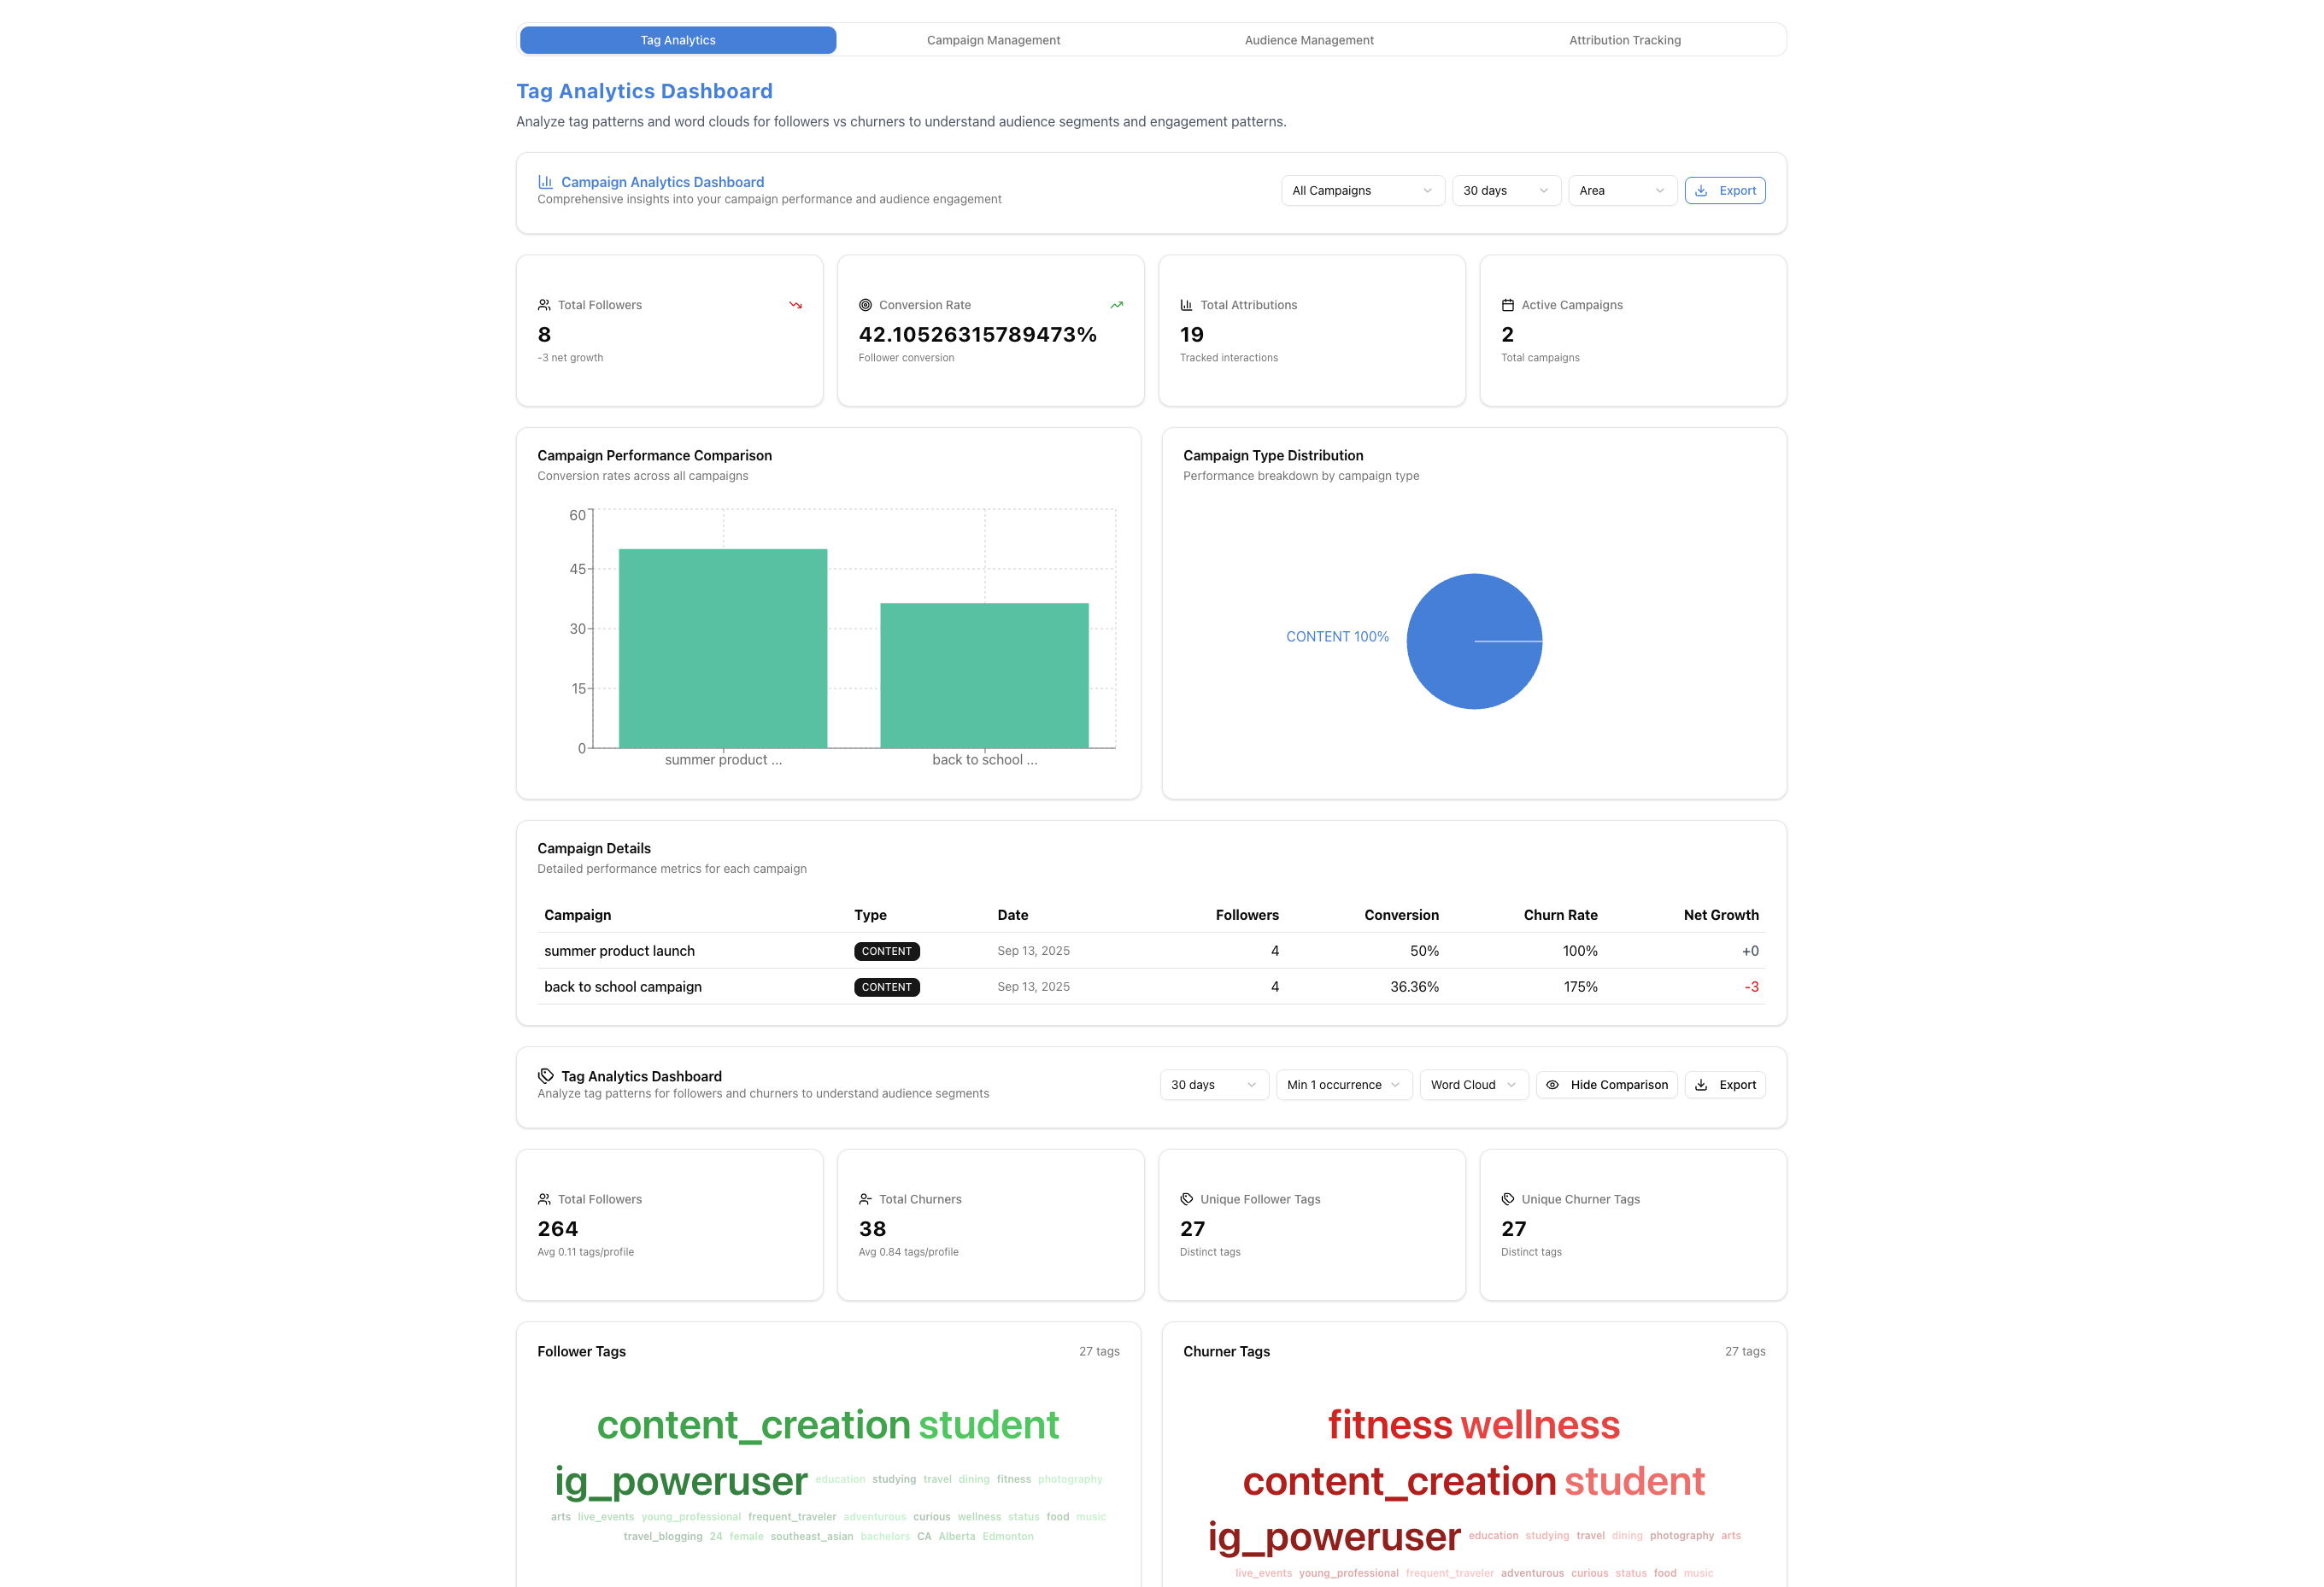 Tag Analytics
Campaign Management
Audience Management
Attribution Tracking
Tag Analytics Dashboard
Analyze tag patterns and word clouds for followers vs churners to understand audience segments and engagement patterns.
Campaign Analytics Dashboard
Comprehensive insights into your campaign performance and audience engagement
All Campaigns
30 days
Area
Export
Total Followers
8
-3 net growth
Conversion Rate
42.10526315789473%
Follower conversion
Total Attributions
19
Tracked interactions
Active Campaigns
2
Total campaigns
Campaign Performance Comparison
Conversion rates across all campaigns
60
45
30
15
0
summer product ...
back to school ...
Campaign Type Distribution
Performance breakdown by campaign type
CONTENT 100%
Campaign Details
Detailed performance metrics for each campaign
Campaign Type Date Followers Conversion Churn Rate Net Growth
summer product launch CONTENT Sep 13, 2025 4 50% 100% +0
back to school campaign CONTENT Sep 13, 2025 4 36.36% 175% -3
Tag Analytics Dashboard
Analyze tag patterns for followers and churners to understand audience segments
30 days
Min 1 occurrence
Word Cloud
Hide Comparison
Export
Total Followers
264
Avg 0.11 tags/profile
Total Churners
38
Avg 0.84 tags/profile
Unique Follower Tags
27
Distinct tags
Unique Churner Tags
27
Distinct tags
Follower Tags 27 tags
content_creation student
ig_poweruser education studying travel dining fitness photography
arts live_events young_professional frequent_traveler adventurous curious wellness status food music
travel_blogging 24 female southeast_asian bachelors CA Alberta Edmonton
Churner Tags 27 tags
fitness wellness
content_creation student
ig_poweruser education studying travel dining photography arts
live_events young_professional frequent_traveler adventurous curious status food music